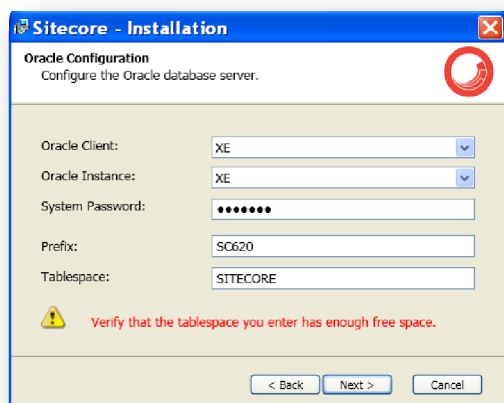 Sitecore - Installation
Oracle Configuration
Configure the Oracle database server.
Oracle Client: XE
Oracle Instance: XE
System Password: •••••••
Prefix: SC620
Tablespace: SITECORE
Verify that the tablespace you enter has enough free space.
< Back Next > Cancel